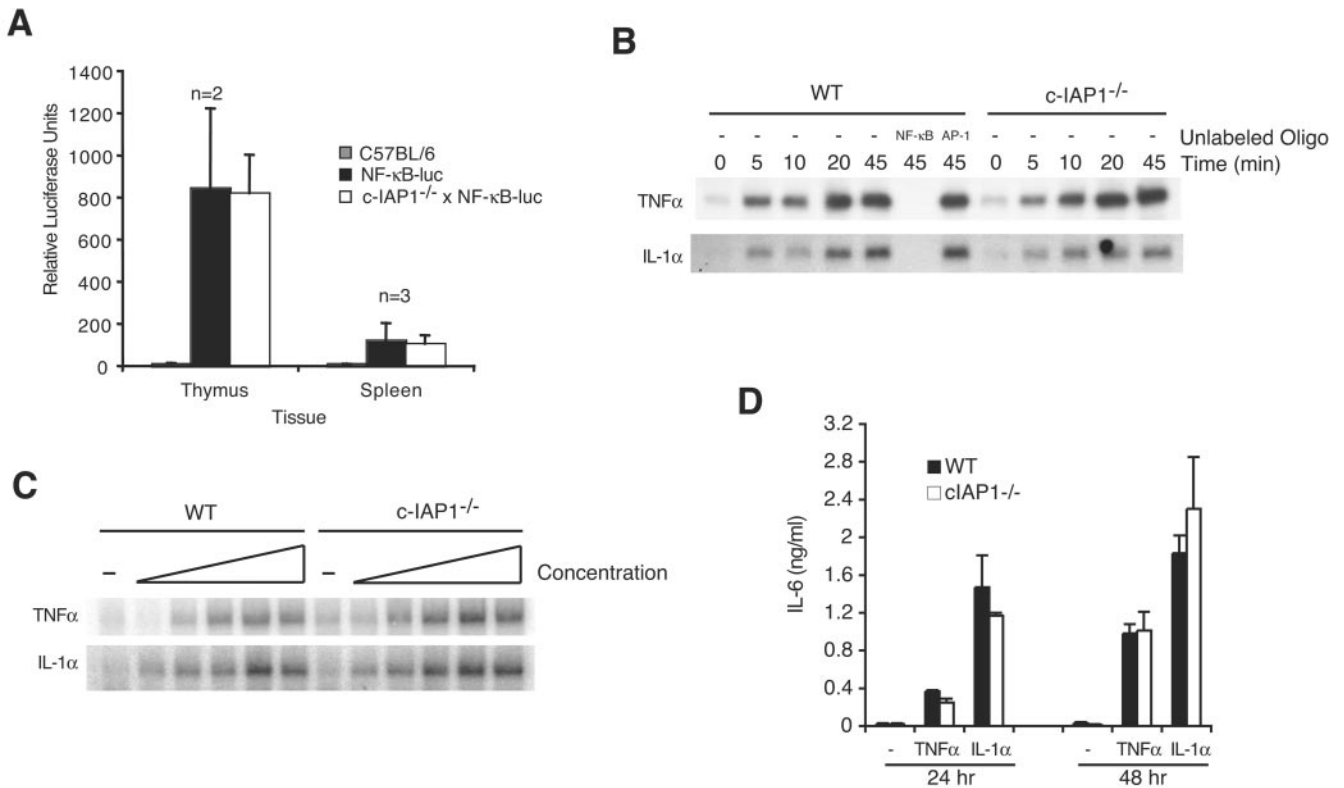 A
1400
1200
1000
800
600
400
200
0
Relative Luciferase Units
n=2
n=3
C57BL/6
NF-κB-luc
c-IAP1-/- x NF-κB-luc
Thymus Spleen
Tissue
B
WT c-IAP1-/-
- - - - - NF-κB AP-1 - - - - - Unlabeled Oligo
0 5 10 20 45 45 45 0 5 10 20 45 Time (min)
TNFα
IL-1α
C
WT c-IAP1-/-
– – Concentration
TNFα
IL-1α
D
3.2
2.8
2.4
2
1.6
1.2
0.8
0.4
0
IL-6 (ng/ml)
WT
cIAP1-/-
- TNFα IL-1α - TNFα IL-1α
24 hr 48 hr